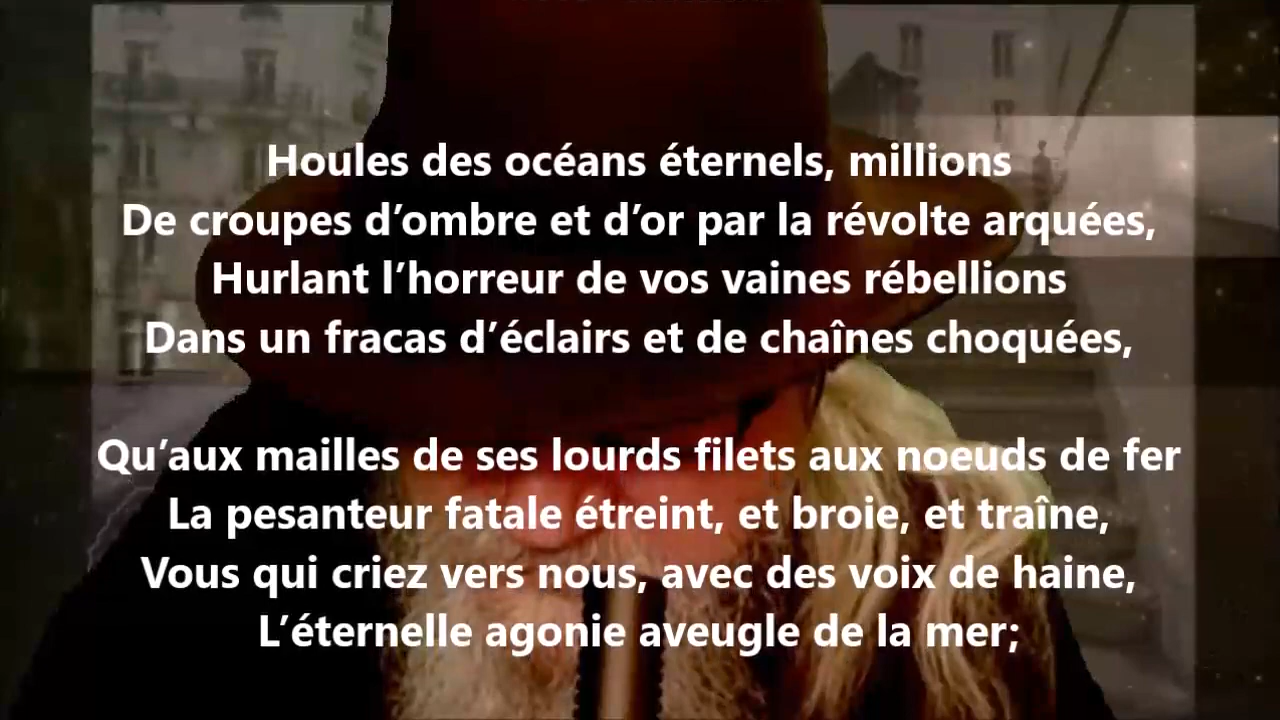 Houles des océans éternels, millions
De croupes d’ombre et d’or par la révolte arquées,
Hurlant l’horreur de vos vaines rébellions
Dans un fracas d’éclairs et de chaînes choquées,
Qu’aux mailles de ses lourds filets aux noeuds de fer
La pesanteur fatale étreint, et broie, et traîne,
Vous qui criez vers nous, avec des voix de haine,
L’éternelle agonie aveugle de la mer;